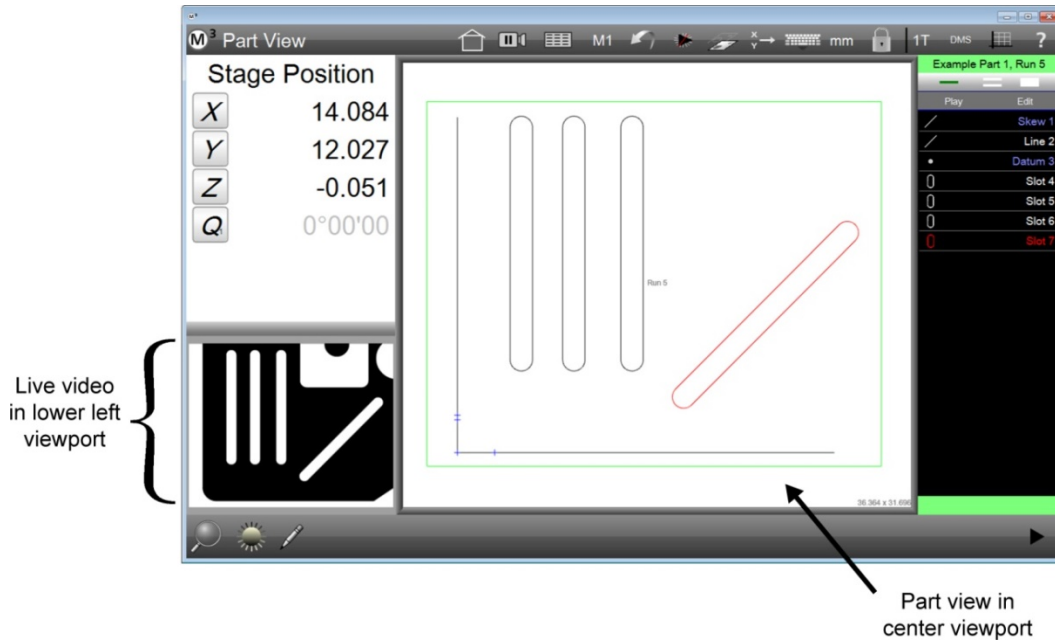 M3 Part View
M1
X Y
mm
1T
DMS
?
Stage Position
X 14.084
Y 12.027
Z -0.051
Q 0°00'00
Run 5
36.364 x 31.696
Example Part 1, Run 5
Play Edit
Skew 1
Line 2
Datum 3
Slot 4
Slot 5
Slot 6
Slot 7
Live video
in lower left
viewport
Part view in
center viewport